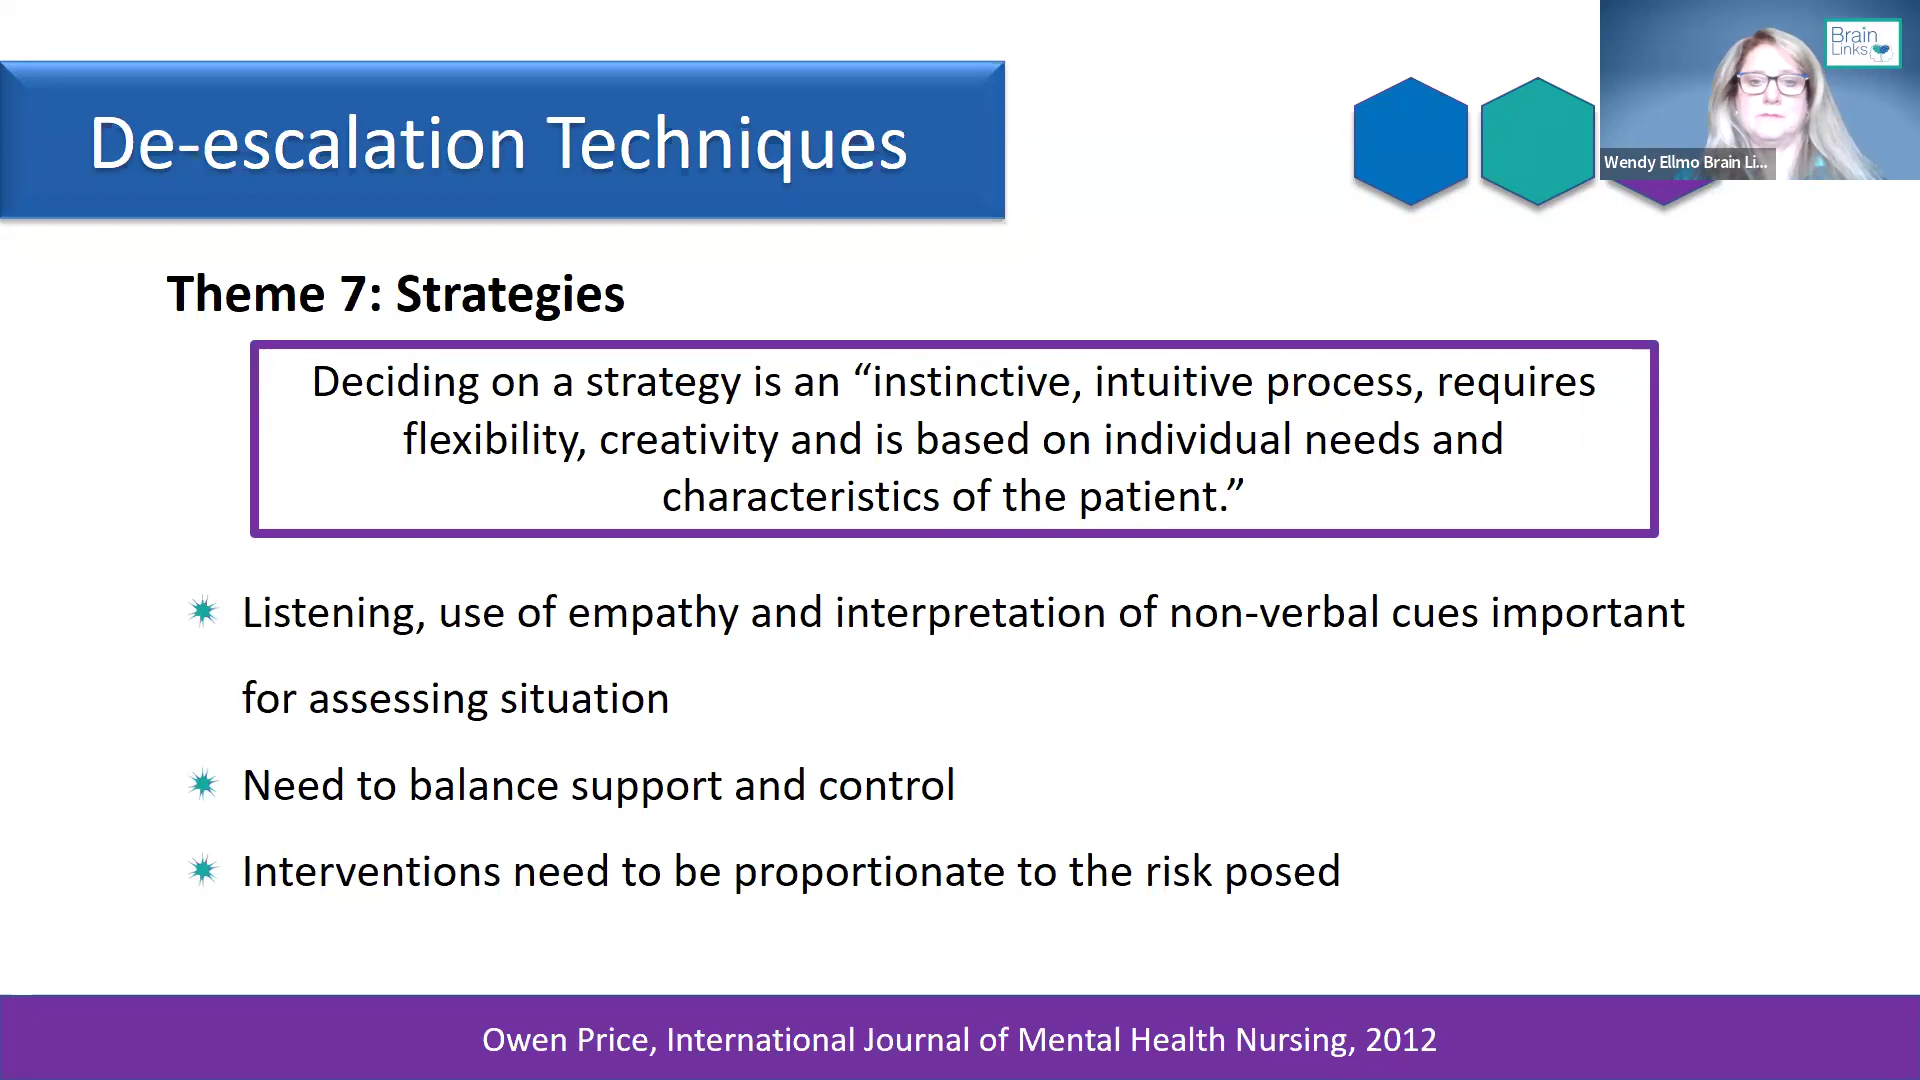 Brain
Links
De-escalation Techniques
Wendy Ellmo Brain Li...
Theme 7: Strategies
Deciding on a strategy is an “instinctive, intuitive process, requires
flexibility, creativity and is based on individual needs and
characteristics of the patient.”
Listening, use of empathy and interpretation of non-verbal cues important
for assessing situation
Need to balance support and control
Interventions need to be proportionate to the risk posed
Owen Price, International Journal of Mental Health Nursing, 2012